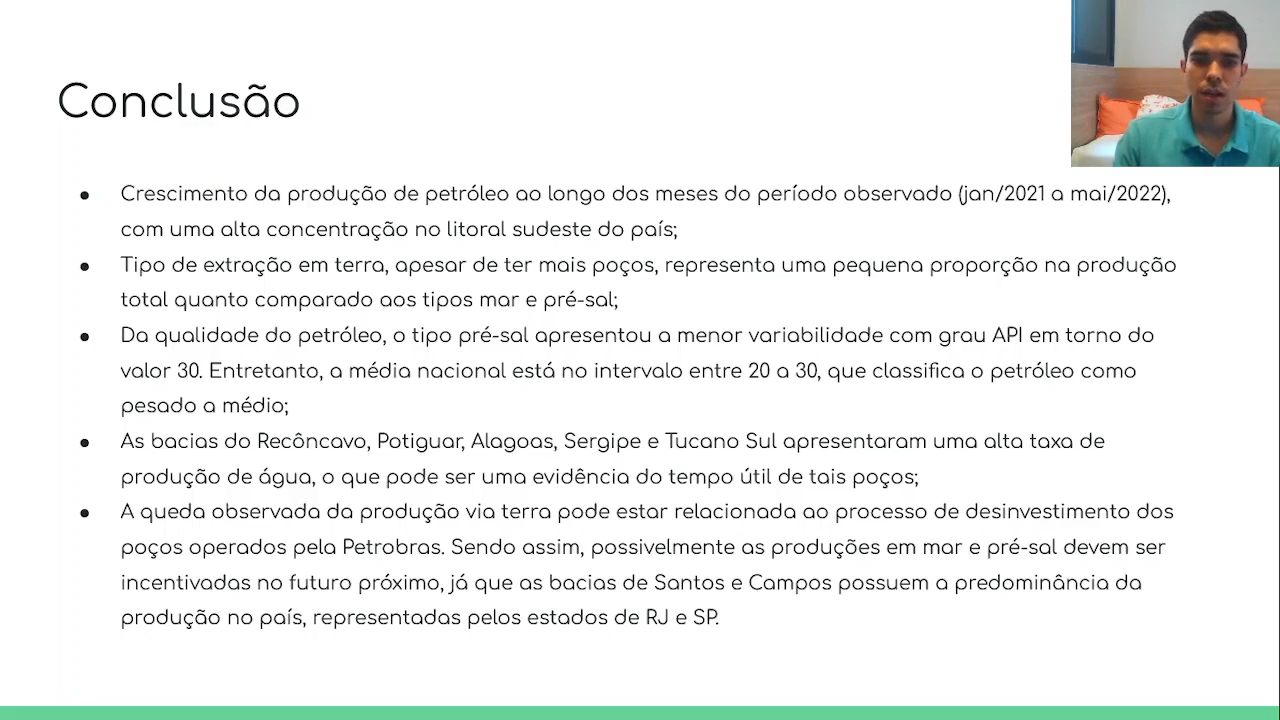 Conclusão
● Crescimento da produção de petróleo ao longo dos meses do período observado (jan/2021 a mai/2022),
com uma alta concentração no litoral sudeste do país;
● Tipo de extração em terra, apesar de ter mais poços, representa uma pequena proporção na produção
total quanto comparado aos tipos mar e pré-sal;
● Da qualidade do petróleo, o tipo pré-sal apresentou a menor variabilidade com grau API em torno do
valor 30. Entretanto, a média nacional está no intervalo entre 20 a 30, que classifica o petróleo como
pesado a médio;
● As bacias do Recôncavo, Potiguar, Alagoas, Sergipe e Tucano Sul apresentaram uma alta taxa de
produção de água, o que pode ser uma evidência do tempo útil de tais poços;
● A queda observada da produção via terra pode estar relacionada ao processo de desinvestimento dos
poços operados pela Petrobras. Sendo assim, possivelmente as produções em mar e pré-sal devem ser
incentivadas no futuro próximo, já que as bacias de Santos e Campos possuem a predominância da
produção no país, representadas pelos estados de RJ e SP.